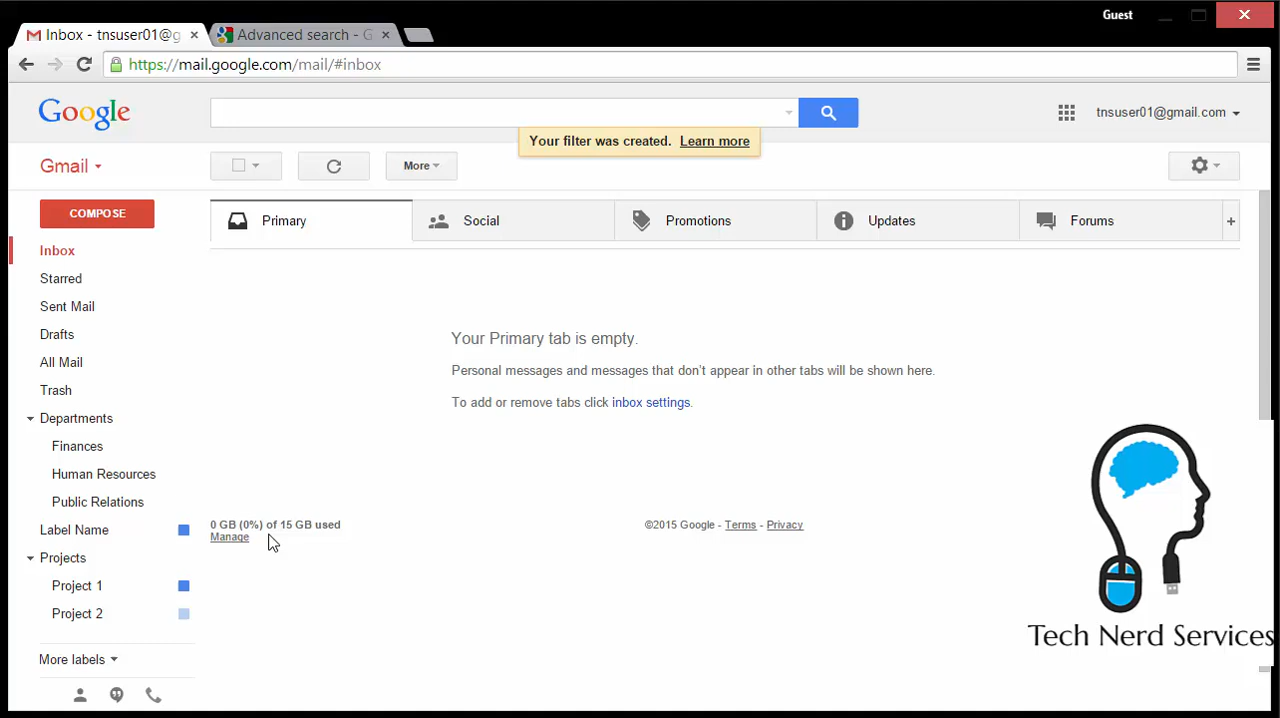 Guest
Inbox - tnsuser01@g
Advanced search - G
https://mail.google.com/mail/#inbox
Google
tnsuser01@gmail.com
Your filter was created. Learn more
Gmail
More
COMPOSE
Primary
Social
Promotions
Updates
Forums
+
Inbox
Starred
Sent Mail
Drafts
All Mail
Trash
Departments
Finances
Human Resources
Public Relations
Label Name
Projects
Project 1
Project 2
More labels
Your Primary tab is empty.
Personal messages and messages that don't appear in other tabs will be shown here.
To add or remove tabs click inbox settings.
0 GB (0%) of 15 GB used
Manage
©2015 Google - Terms - Privacy
Tech Nerd Services